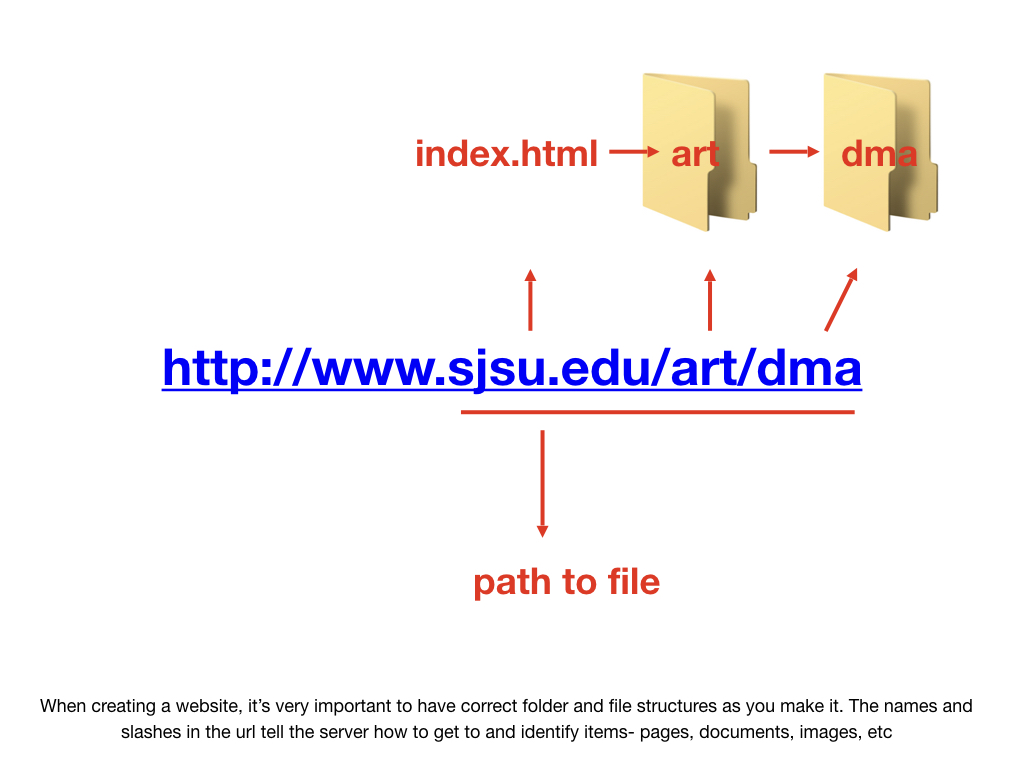 index.html
art
dma
http://www.sjsu.edu/art/dma
path to file
When creating a website, it’s very important to have correct folder and file structures as you make it. The names and
slashes in the url tell the server how to get to and identify items- pages, documents, images, etc